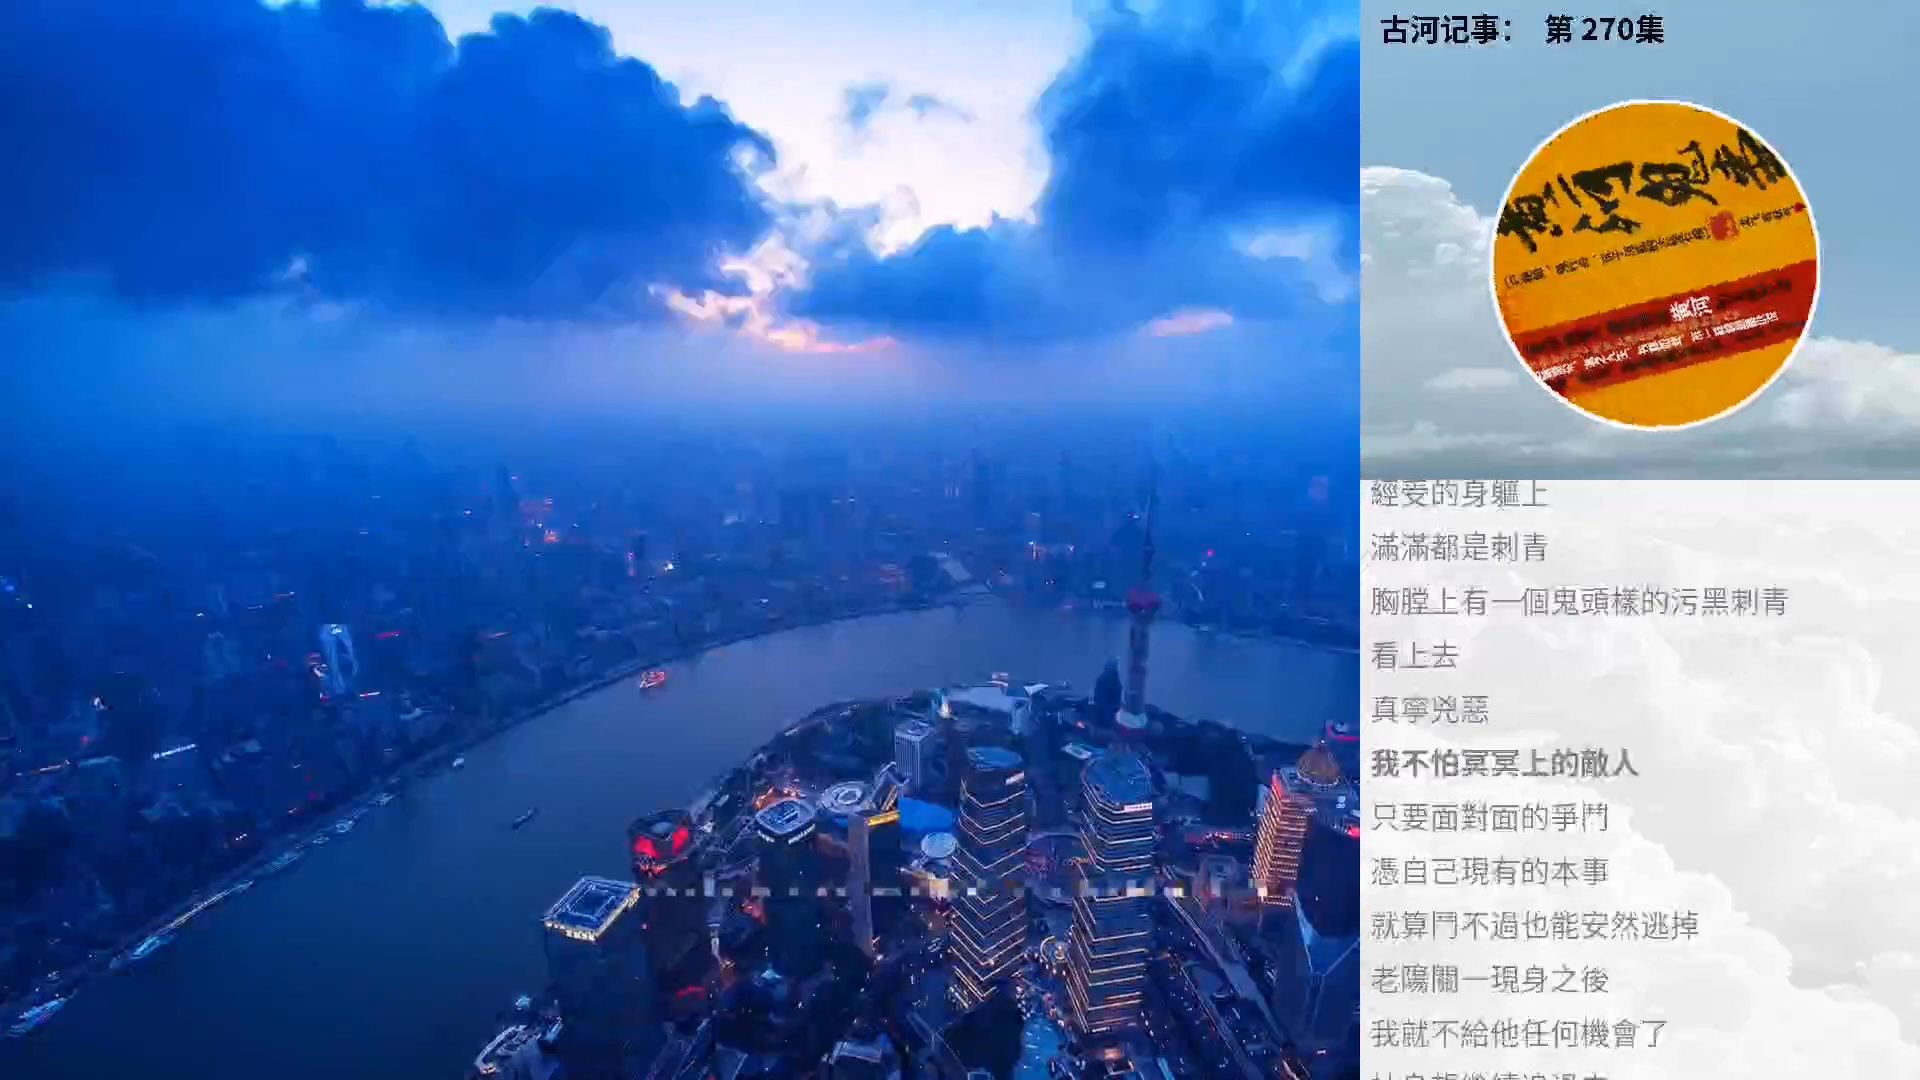 古河记事： 第 270集
黄河
經受的身軀上
滿滿都是刺青
胸膛上有一個鬼頭樣的污黑刺青
看上去
真寧兇惡
我不怕冥冥上的敵人
只要面對面的爭鬥
憑自己現有的本事
就算鬥不過也能安然逃掉
老陽關一現身之後
我就不給他任何機會了